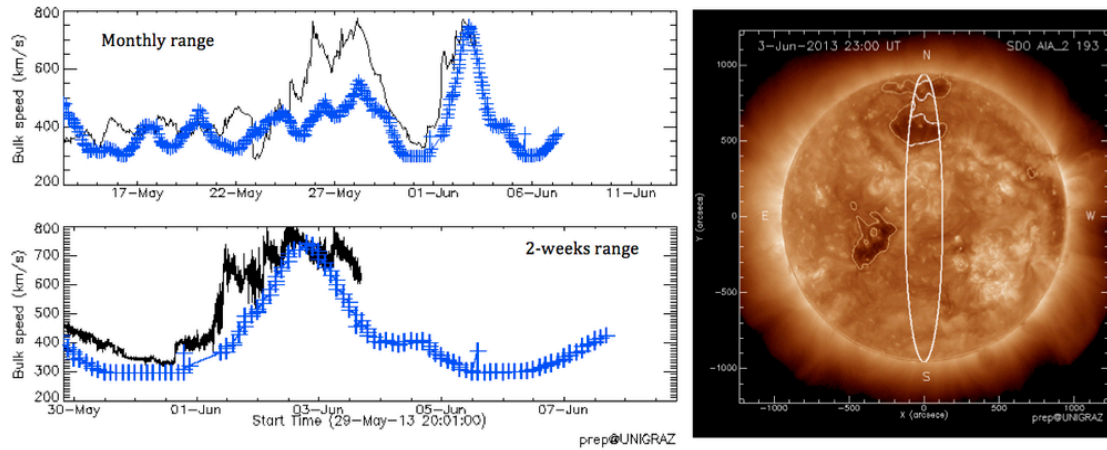 800
Monthly range
600
400
200
Bulk speed (km/s)
17-May 22-May 27-May 01-Jun 06-Jun 11-Jun
800
2-weeks range
700
600
500
400
300
200
Bulk speed (km/s)
30-May 01-Jun 03-Jun 05-Jun 07-Jun
Start Time (29-May-13 20:01:00)
prep@UNIGRAZ
3-Jun-2013 23:00 UT SDO AIA_2 193
N
1000
500
0
-500
-1000
Y (arcsecs)
E
W
S
-1000 -500 0 500 1000
X (arcsecs)
prep@UNIGRAZ